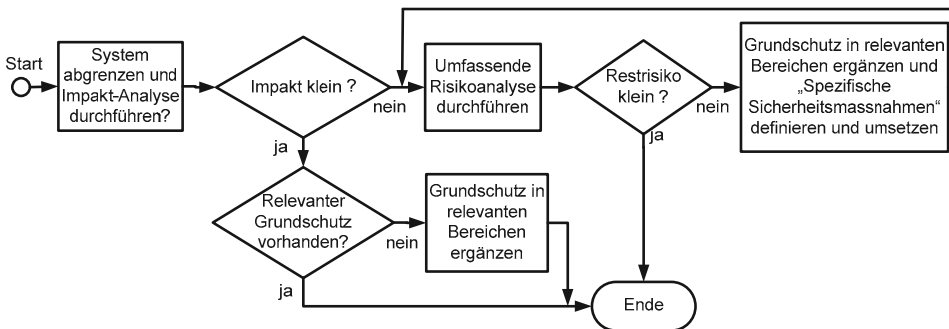 Start
System
abgrenzen und
Impakt-Analyse
durchführen?
Impakt klein ?
nein
ja
Umfassende
Risikoanalyse
durchführen
Restrisiko
klein ?
nein
ja
Grundschutz in relevanten
Bereichen ergänzen und
„Spezifische
Sicherheitsmassnahmen“
definieren und umsetzen
Relevanter
Grundschutz
vorhanden?
nein
ja
Grundschutz in
relevanten
Bereichen
ergänzen
Ende